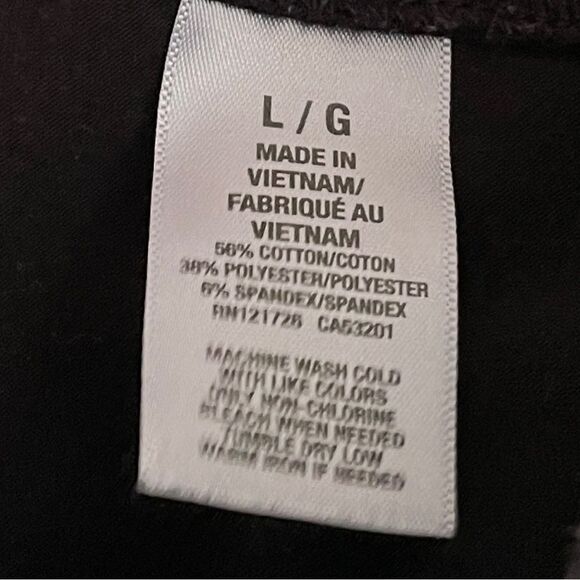 L / G
MADE IN
VIETNAM/
FABRIQUÉ AU
VIETNAM
56% COTTON/COTON
38% POLYESTER/POLYESTER
6% SPANDEX/SPANDEX
RN121726 CA53201
MACHINE WASH COLD
WITH LIKE COLORS
ONLY NON-CHLORINE
BLEACH WHEN NEEDED
TUMBLE DRY LOW
WARM IRON IF NEEDED